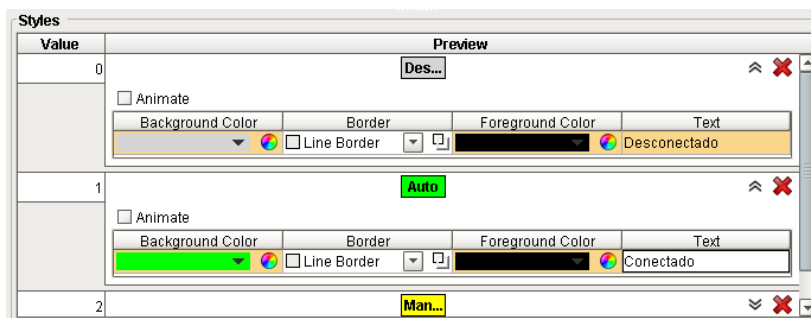 Styles
Value Preview
0 Des...
Animate
Background Color Border Foreground Color Text
Line Border Desconectado
1 Auto
Animate
Background Color Border Foreground Color Text
Line Border Conectado
2 Man...